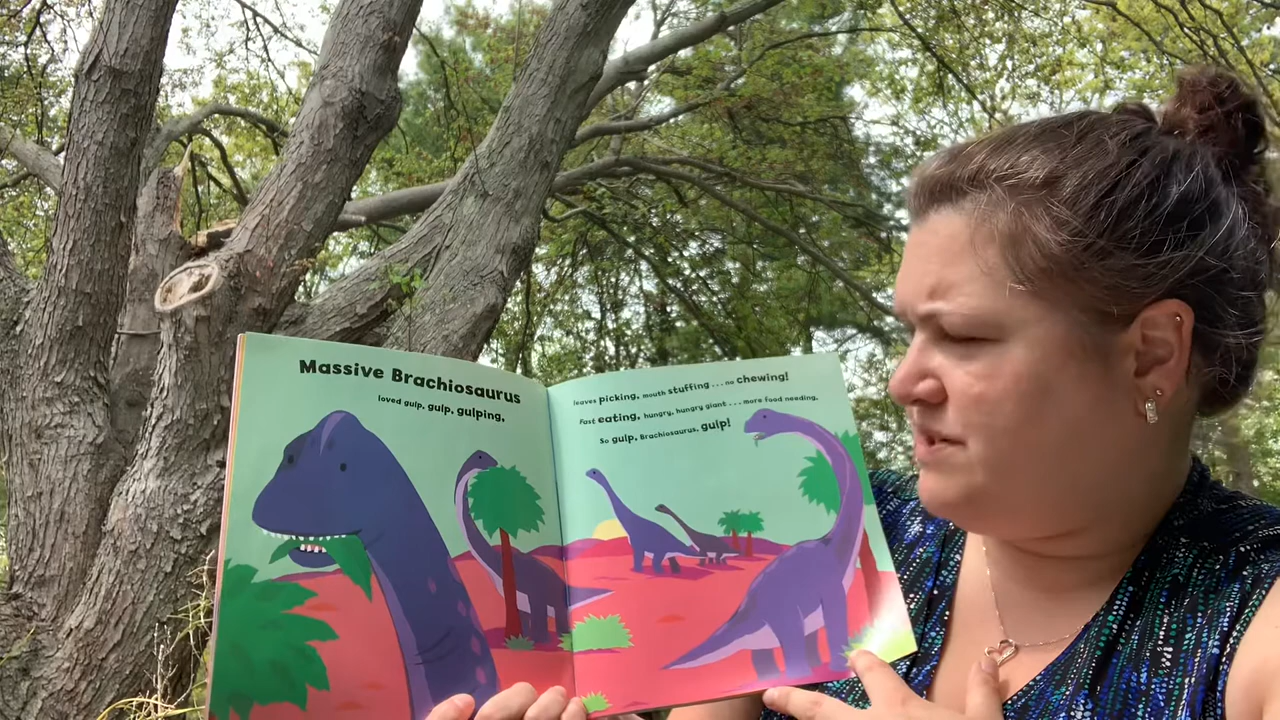 Massive Brachiosaurus
loved gulp, gulp, gulping,
leaves picking, mouth stuffing . . . no chewing!
Fast eating, hungry, hungry giant . . . more food needing.
So gulp, Brachiosaurus, gulp!